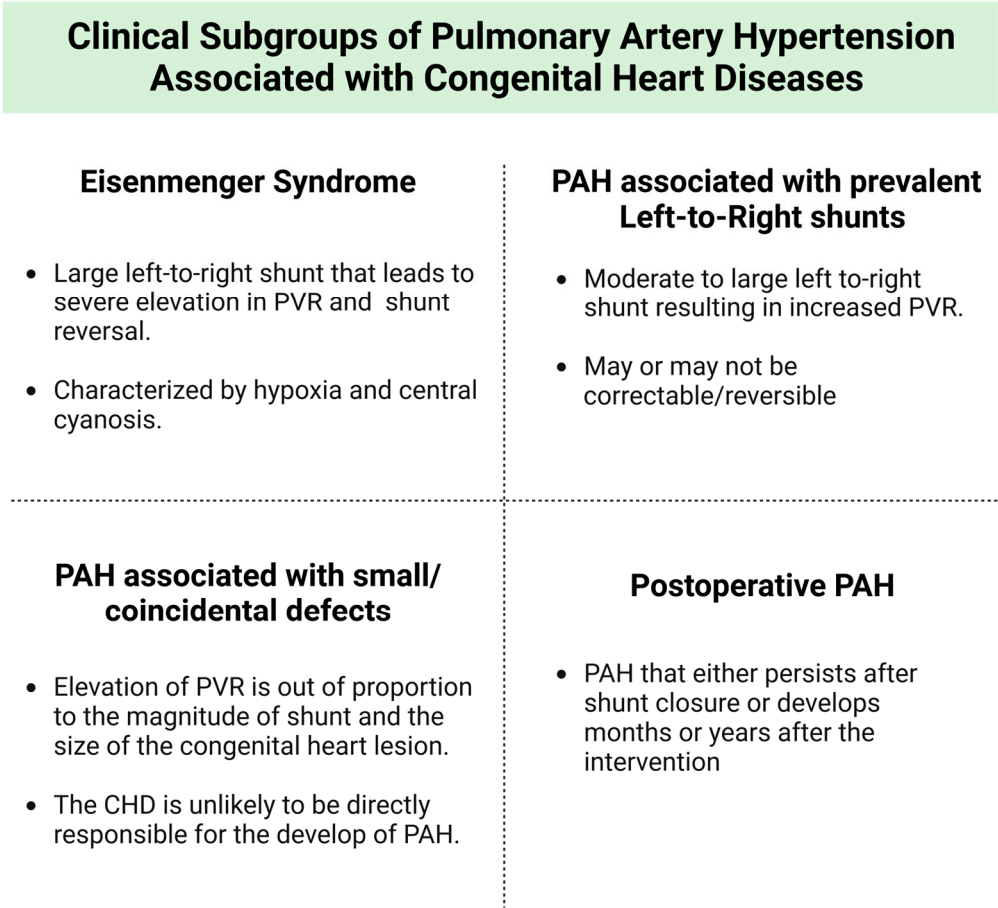 Clinical Subgroups of Pulmonary Artery Hypertension
Associated with Congenital Heart Diseases
Eisenmenger Syndrome
• Large left-to-right shunt that leads to
severe elevation in PVR and  shunt
reversal.
• Characterized by hypoxia and central
cyanosis.
PAH associated with prevalent
Left-to-Right shunts
• Moderate to large left to-right
shunt resulting in increased PVR.
• May or may not be
correctable/reversible
PAH associated with small/
coincidental defects
• Elevation of PVR is out of proportion
to the magnitude of shunt and the
size of the congenital heart lesion.
• The CHD is unlikely to be directly
responsible for the develop of PAH.
Postoperative PAH
• PAH that either persists after
shunt closure or develops
months or years after the
intervention